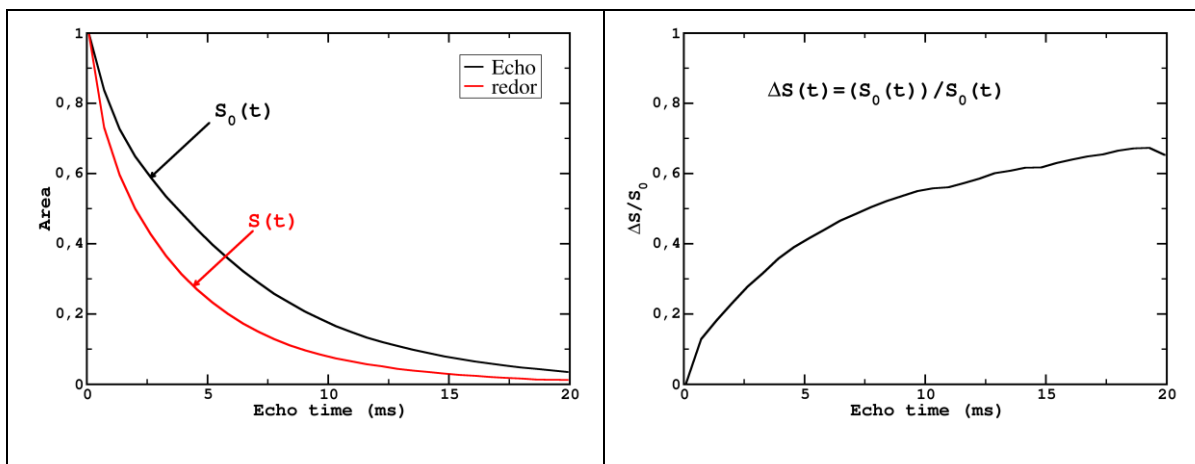 1
0,8
0,6
0,4
0,2
0
Area
Echo
redor
S0(t)
S(t)
0 5 10 15 20
Echo time (ms)
1
0,8
0,6
0,4
0,2
0
ΔS/S0
ΔS(t)=(S0(t))/S0(t)
0 5 10 15 20
Echo time (ms)